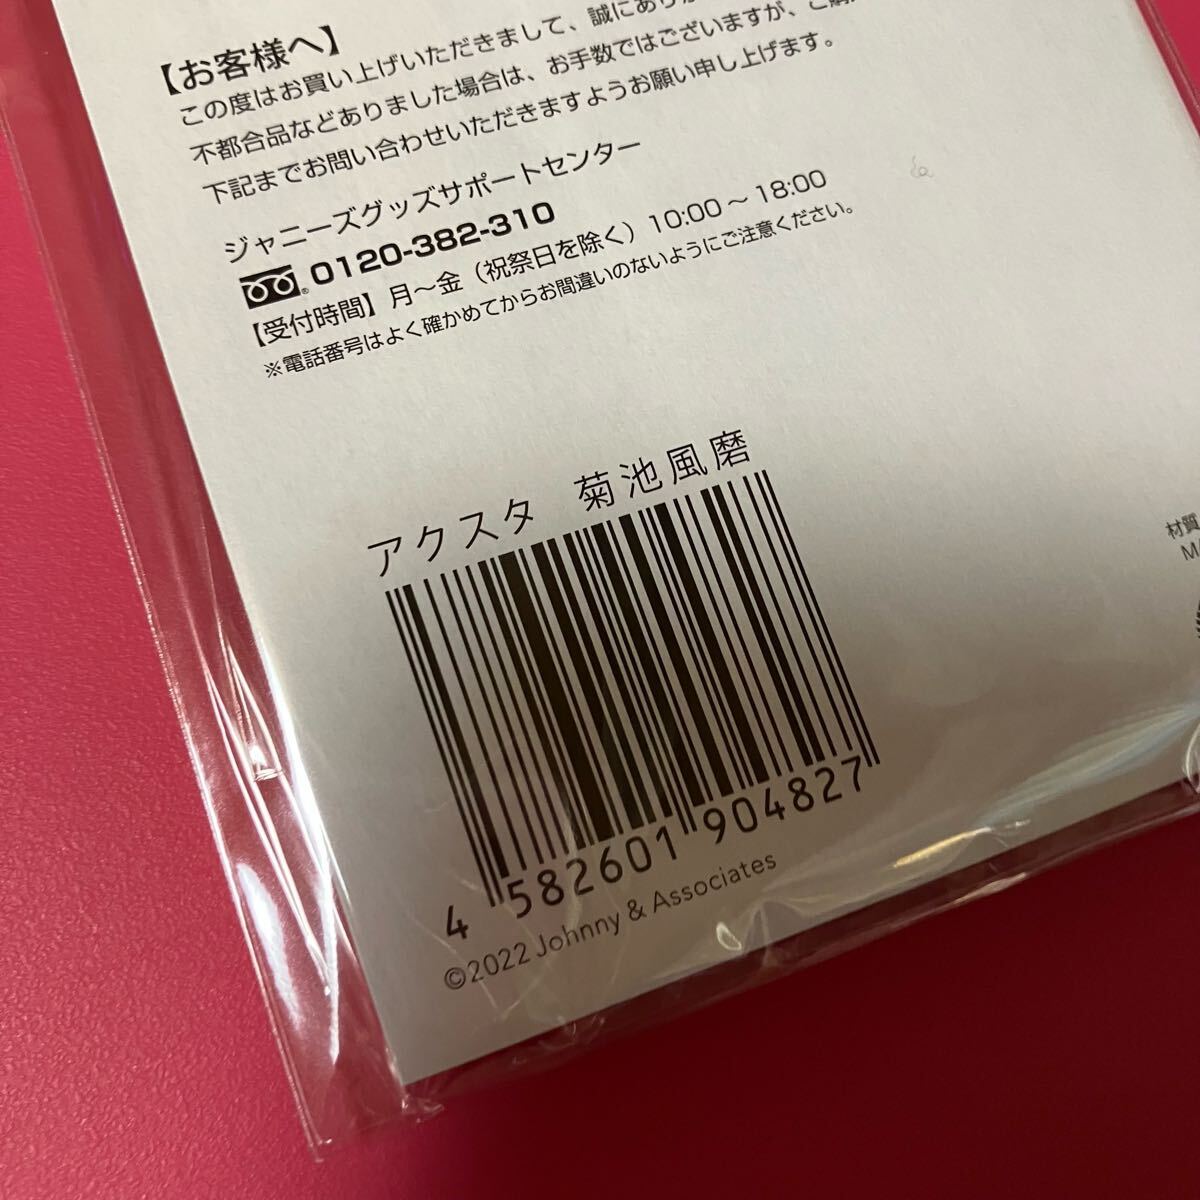 【お客様へ】
この度はお買い上げいただきまして、誠にあり
不都合品などありました場合は、お手数ではございますが、ご購
下記までお問い合わせいただきますようお願い申し上げます。
ジャニーズグッズサポートセンター
0120-382-310
【受付時間】月～金（祝祭日を除く）10:00～18:00
※電話番号はよく確かめてからお間違いのないようにご注意ください。
アクスタ 菊池風磨
4 582601 904827
©2022 Johnny & Associates
材質